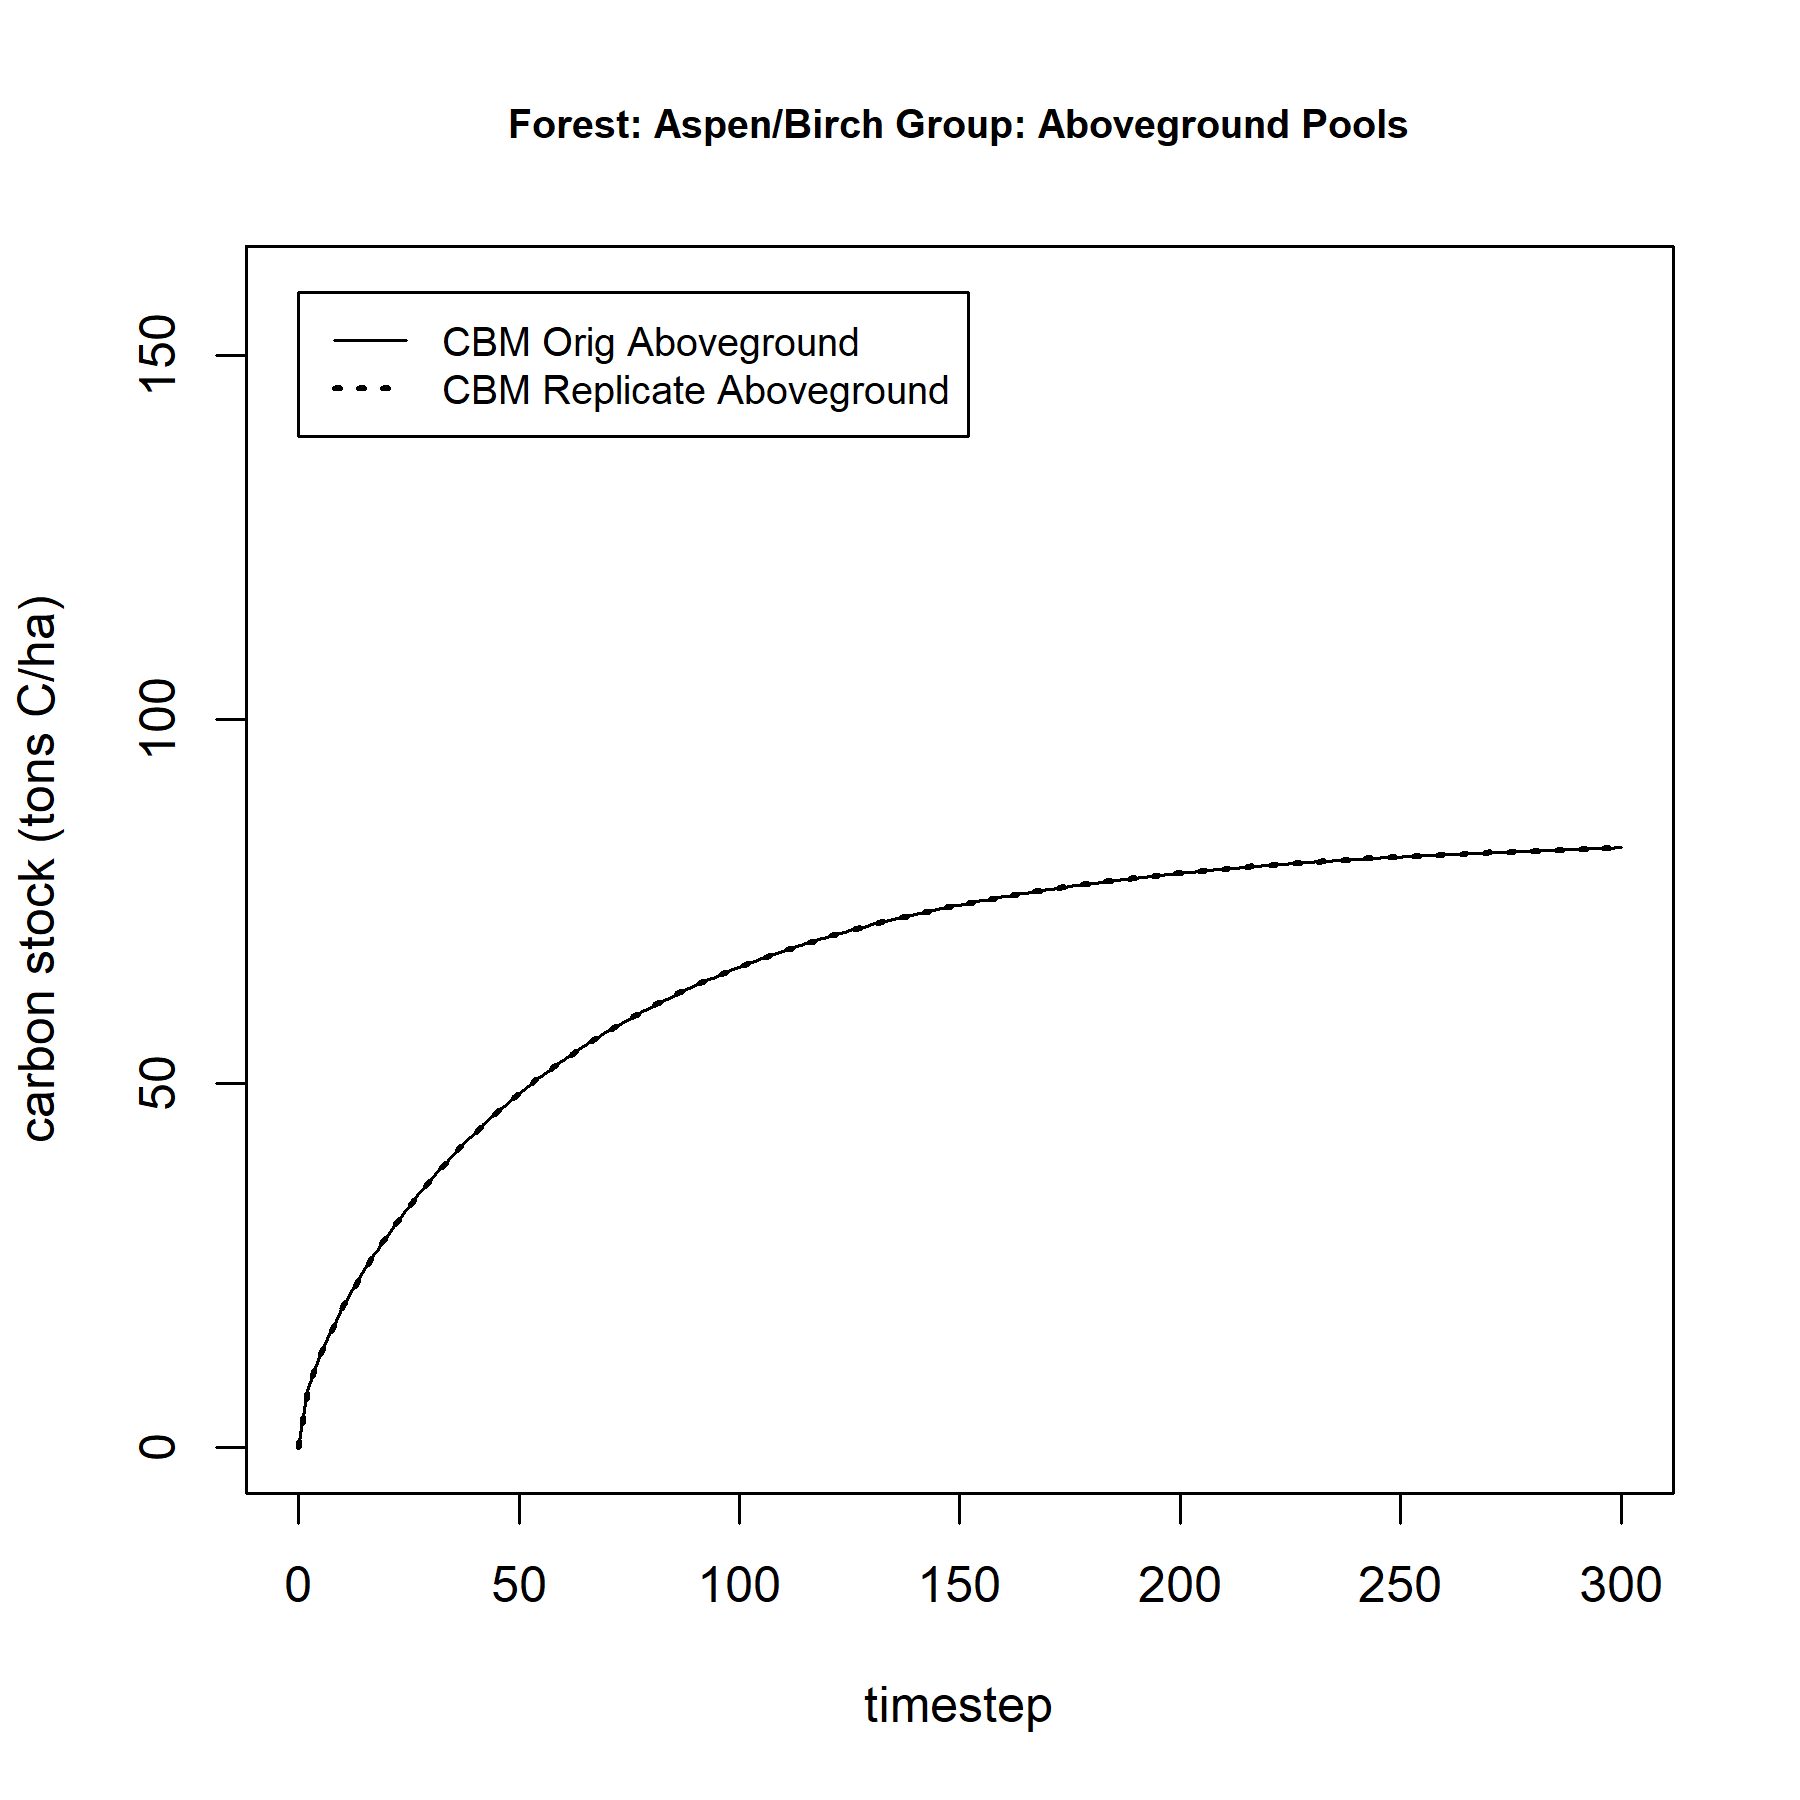 Forest: Aspen/Birch Group: Aboveground Pools
CBM Orig Aboveground
CBM Replicate Aboveground
carbon stock (tons C/ha)
150
100
50
0
0 50 100 150 200 250 300
timestep